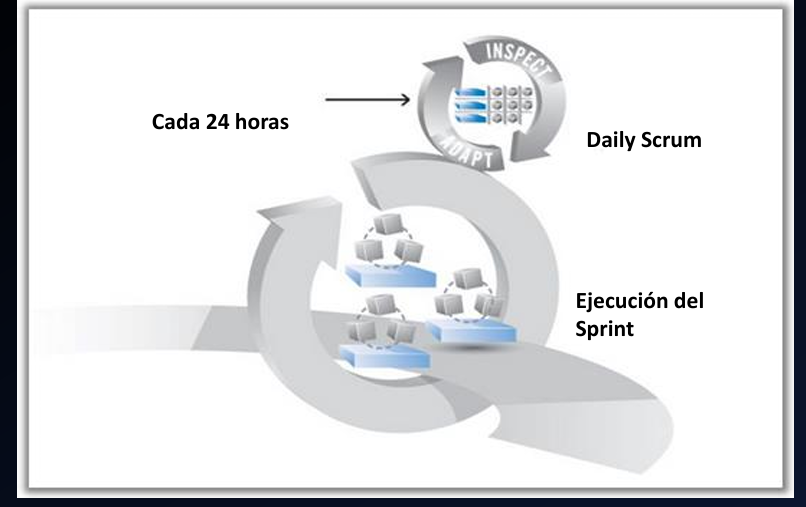 INSPECT
Cada 24 horas
ADAPT
Daily Scrum
Ejecución del
Sprint